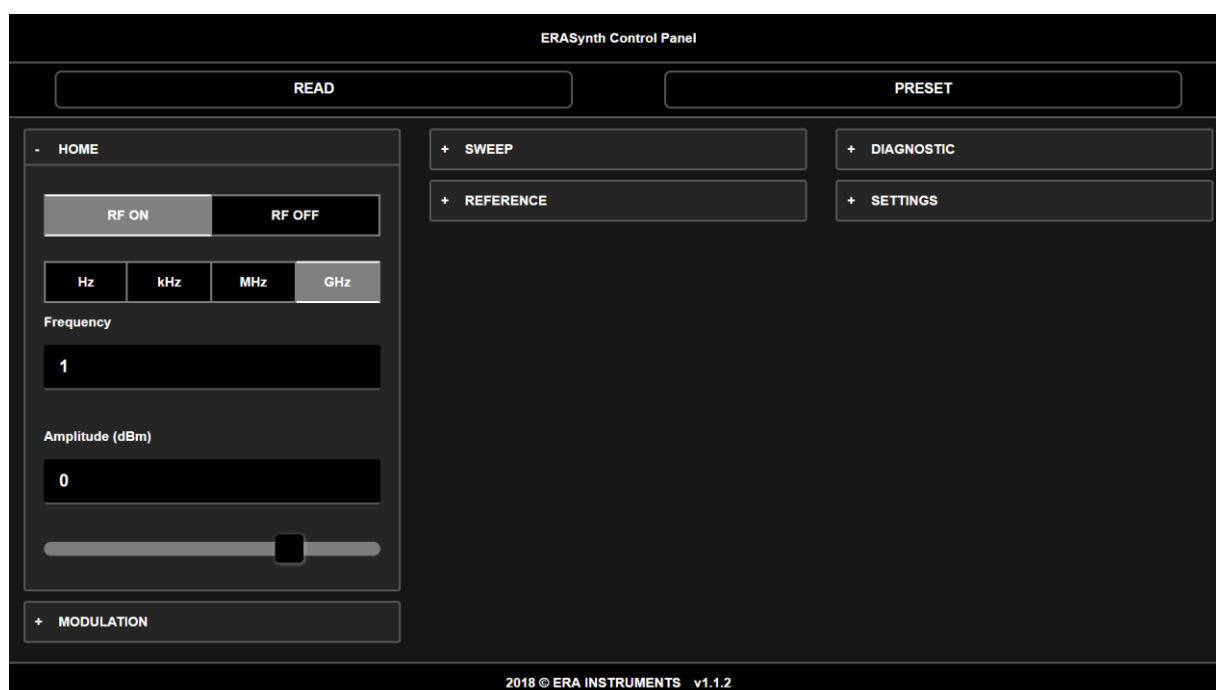 ERASynth Control Panel
READ
PRESET
- HOME
RF ON
RF OFF
Hz
kHz
MHz
GHz
Frequency
1
Amplitude (dBm)
0
+ MODULATION
+ SWEEP
+ REFERENCE
+ DIAGNOSTIC
+ SETTINGS
2018 © ERA INSTRUMENTS v1.1.2